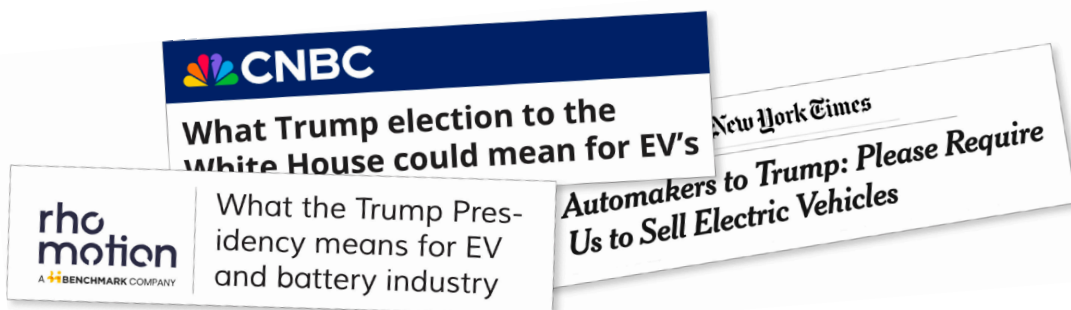 CNBC
What Trump election to the
White House could mean for EV's
New York Times
Automakers to Trump: Please Require
Us to Sell Electric Vehicles
rho
motion
A BENCHMARK COMPANY
What the Trump Pres-
idency means for EV
and battery industry